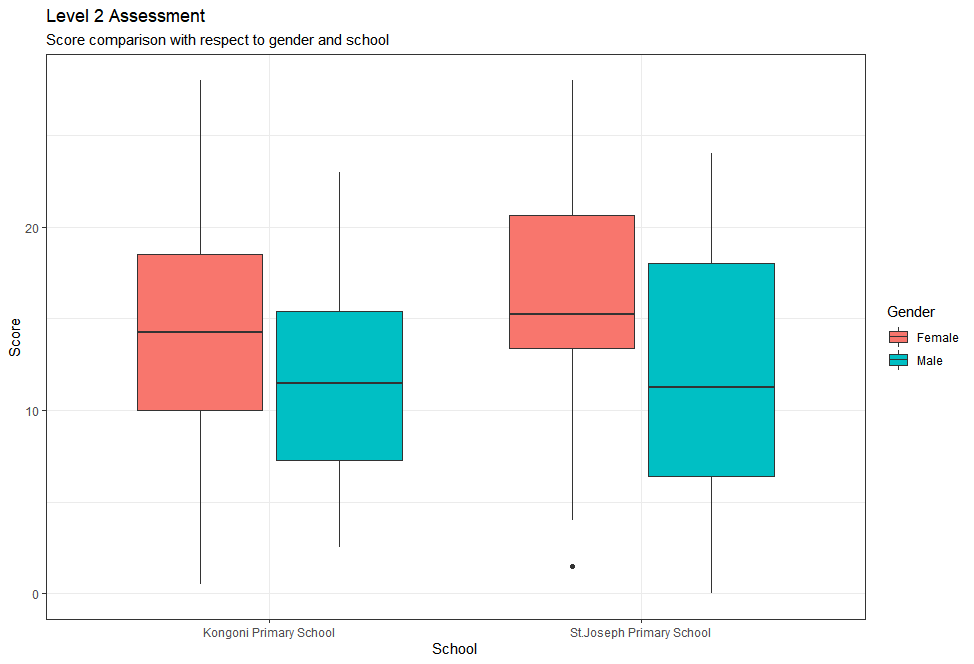 Level 2 Assessment
Score comparison with respect to gender and school
Score
20
10
0
Kongoni Primary School
St.Joseph Primary School
School
Gender
Female
Male